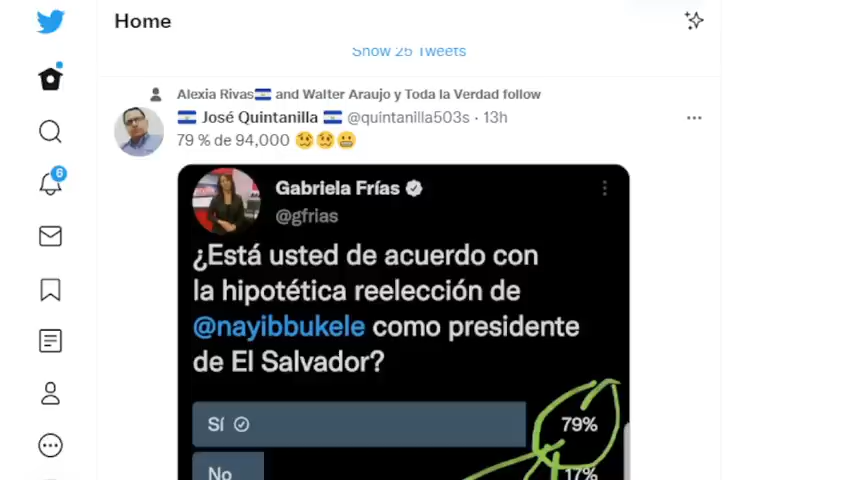 Home
Show 25 Tweets
Alexia Rivas🇸🇻 and Walter Araujo y Toda la Verdad follow
🇸🇻 José Quintanilla 🇸🇻 @quintanilla503s · 13h
79 % de 94,000 🥴🥴😬
Gabriela Frías
@gfrias
¿Está usted de acuerdo con
la hipotética reelección de
@nayibbukele como presidente
de El Salvador?
Sí 79%
No 17%
6